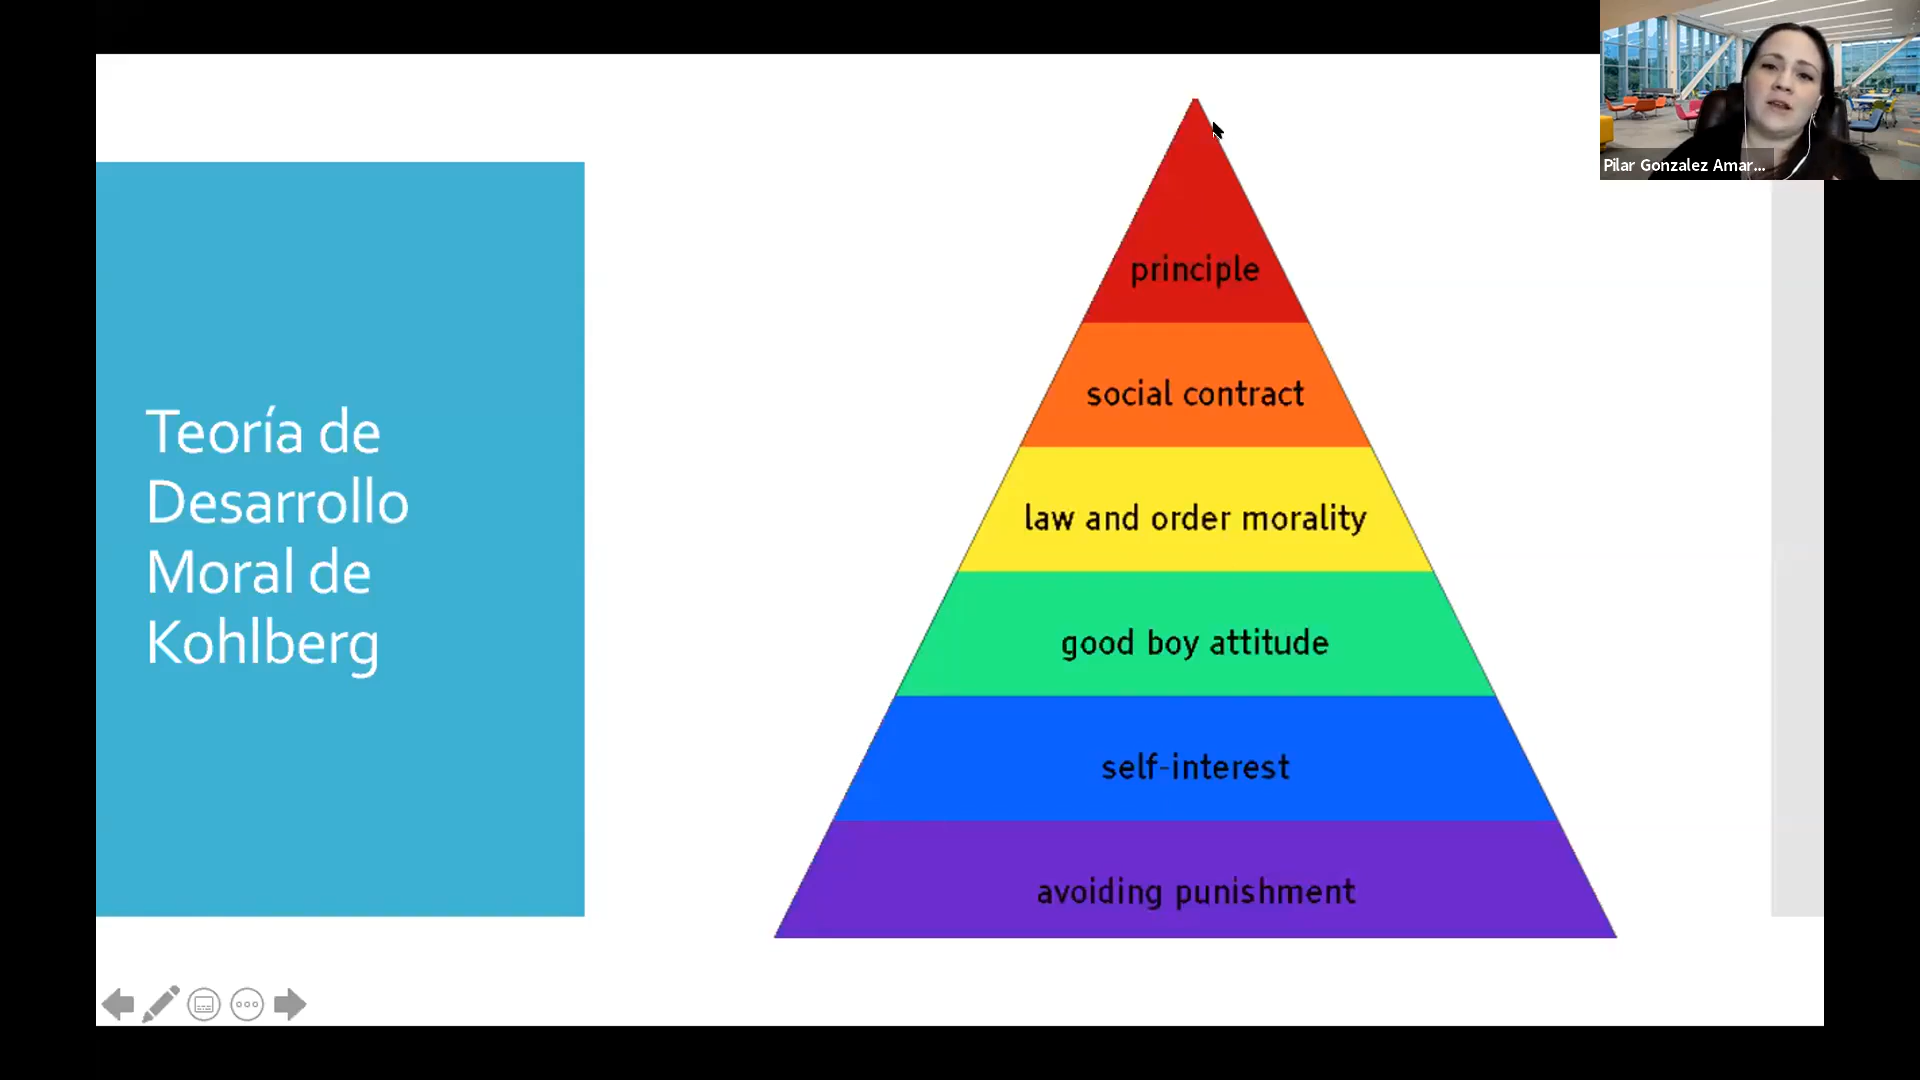 Pilar Gonzalez Amar...
Teoría de
Desarrollo
Moral de
Kohlberg
principle
social contract
law and order morality
good boy attitude
self-interest
avoiding punishment